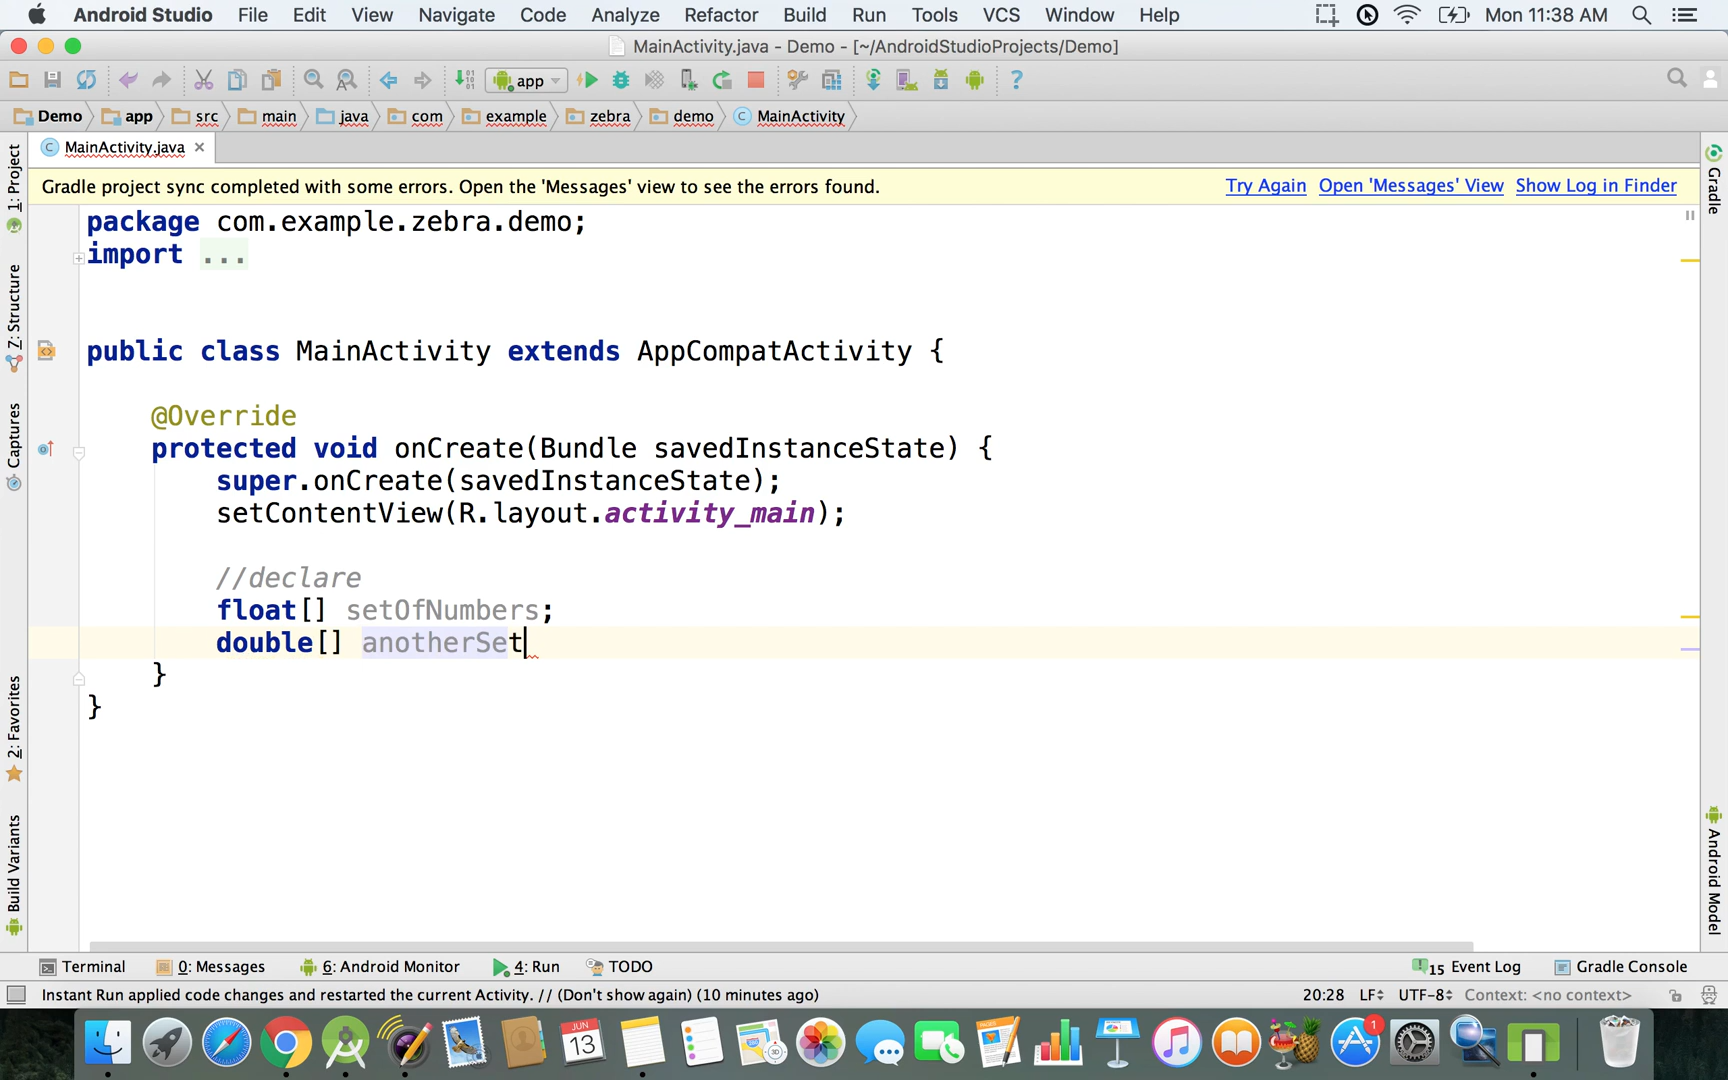 Android Studio File Edit View Navigate Code Analyze Refactor Build Run Tools VCS Window Help Mon 11:38 AM
MainActivity.java - Demo - [~/AndroidStudioProjects/Demo]
app
Demo app src main java com example zebra demo MainActivity
MainActivity.java
Gradle project sync completed with some errors. Open the 'Messages' view to see the errors found. Try Again Open 'Messages' View Show Log in Finder
1: Project
Z: Structure
Captures
2: Favorites
Build Variants
package com.example.zebra.demo;
import ...
public class MainActivity extends AppCompatActivity {
@Override
protected void onCreate(Bundle savedInstanceState) {
super.onCreate(savedInstanceState);
setContentView(R.layout.activity_main);
//declare
float[] setOfNumbers;
double[] anotherSet
}
}
Gradle
Android Model
Terminal 0: Messages 6: Android Monitor 4: Run TODO 15 Event Log Gradle Console
Instant Run applied code changes and restarted the current Activity. // (Don't show again) (10 minutes ago) 20:28 LF UTF-8 Context: <no context>
JUN
13
1